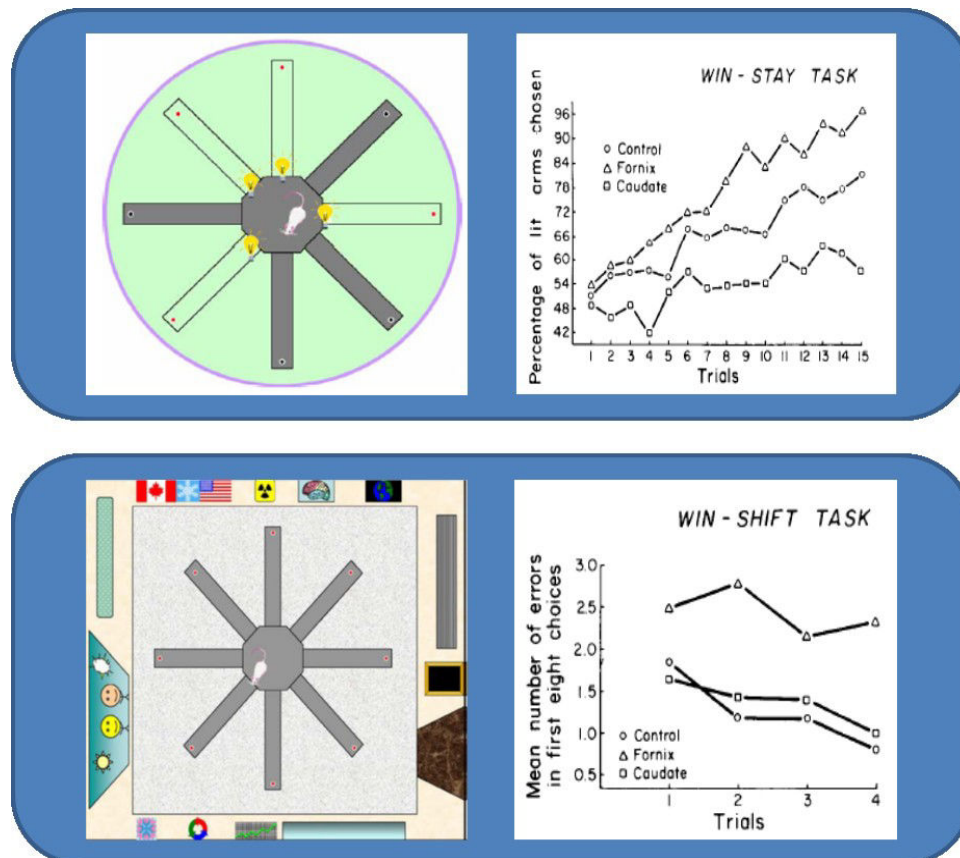 WIN - STAY TASK
Percentage of lit arms chosen
96
90
84
78
72
66
60
54
48
42
○ Control
△ Fornix
□ Caudate
1 2 3 4 5 6 7 8 9 10 11 12 13 14 15
Trials
WIN - SHIFT TASK
Mean number of errors
in first eight choices
3.0
2.5
2.0
1.5
1.0
0.5
○ Control
△ Fornix
□ Caudate
1 2 3 4
Trials